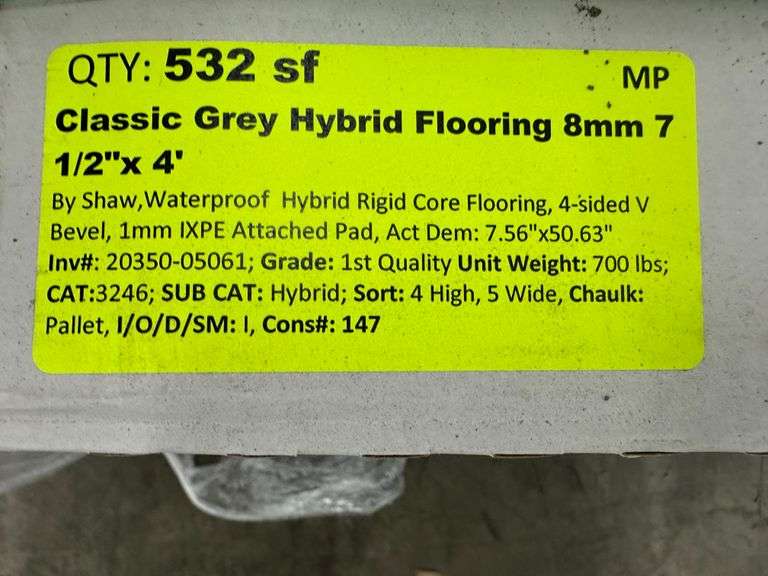 QTY: 532 sf MP
Classic Grey Hybrid Flooring 8mm 7
1/2"x 4'
By Shaw,Waterproof Hybrid Rigid Core Flooring, 4-sided V
Bevel, 1mm IXPE Attached Pad, Act Dem: 7.56"x50.63"
Inv#: 20350-05061; Grade: 1st Quality Unit Weight: 700 lbs;
CAT:3246; SUB CAT: Hybrid; Sort: 4 High, 5 Wide, Chaulk:
Pallet, I/O/D/SM: I, Cons#: 147